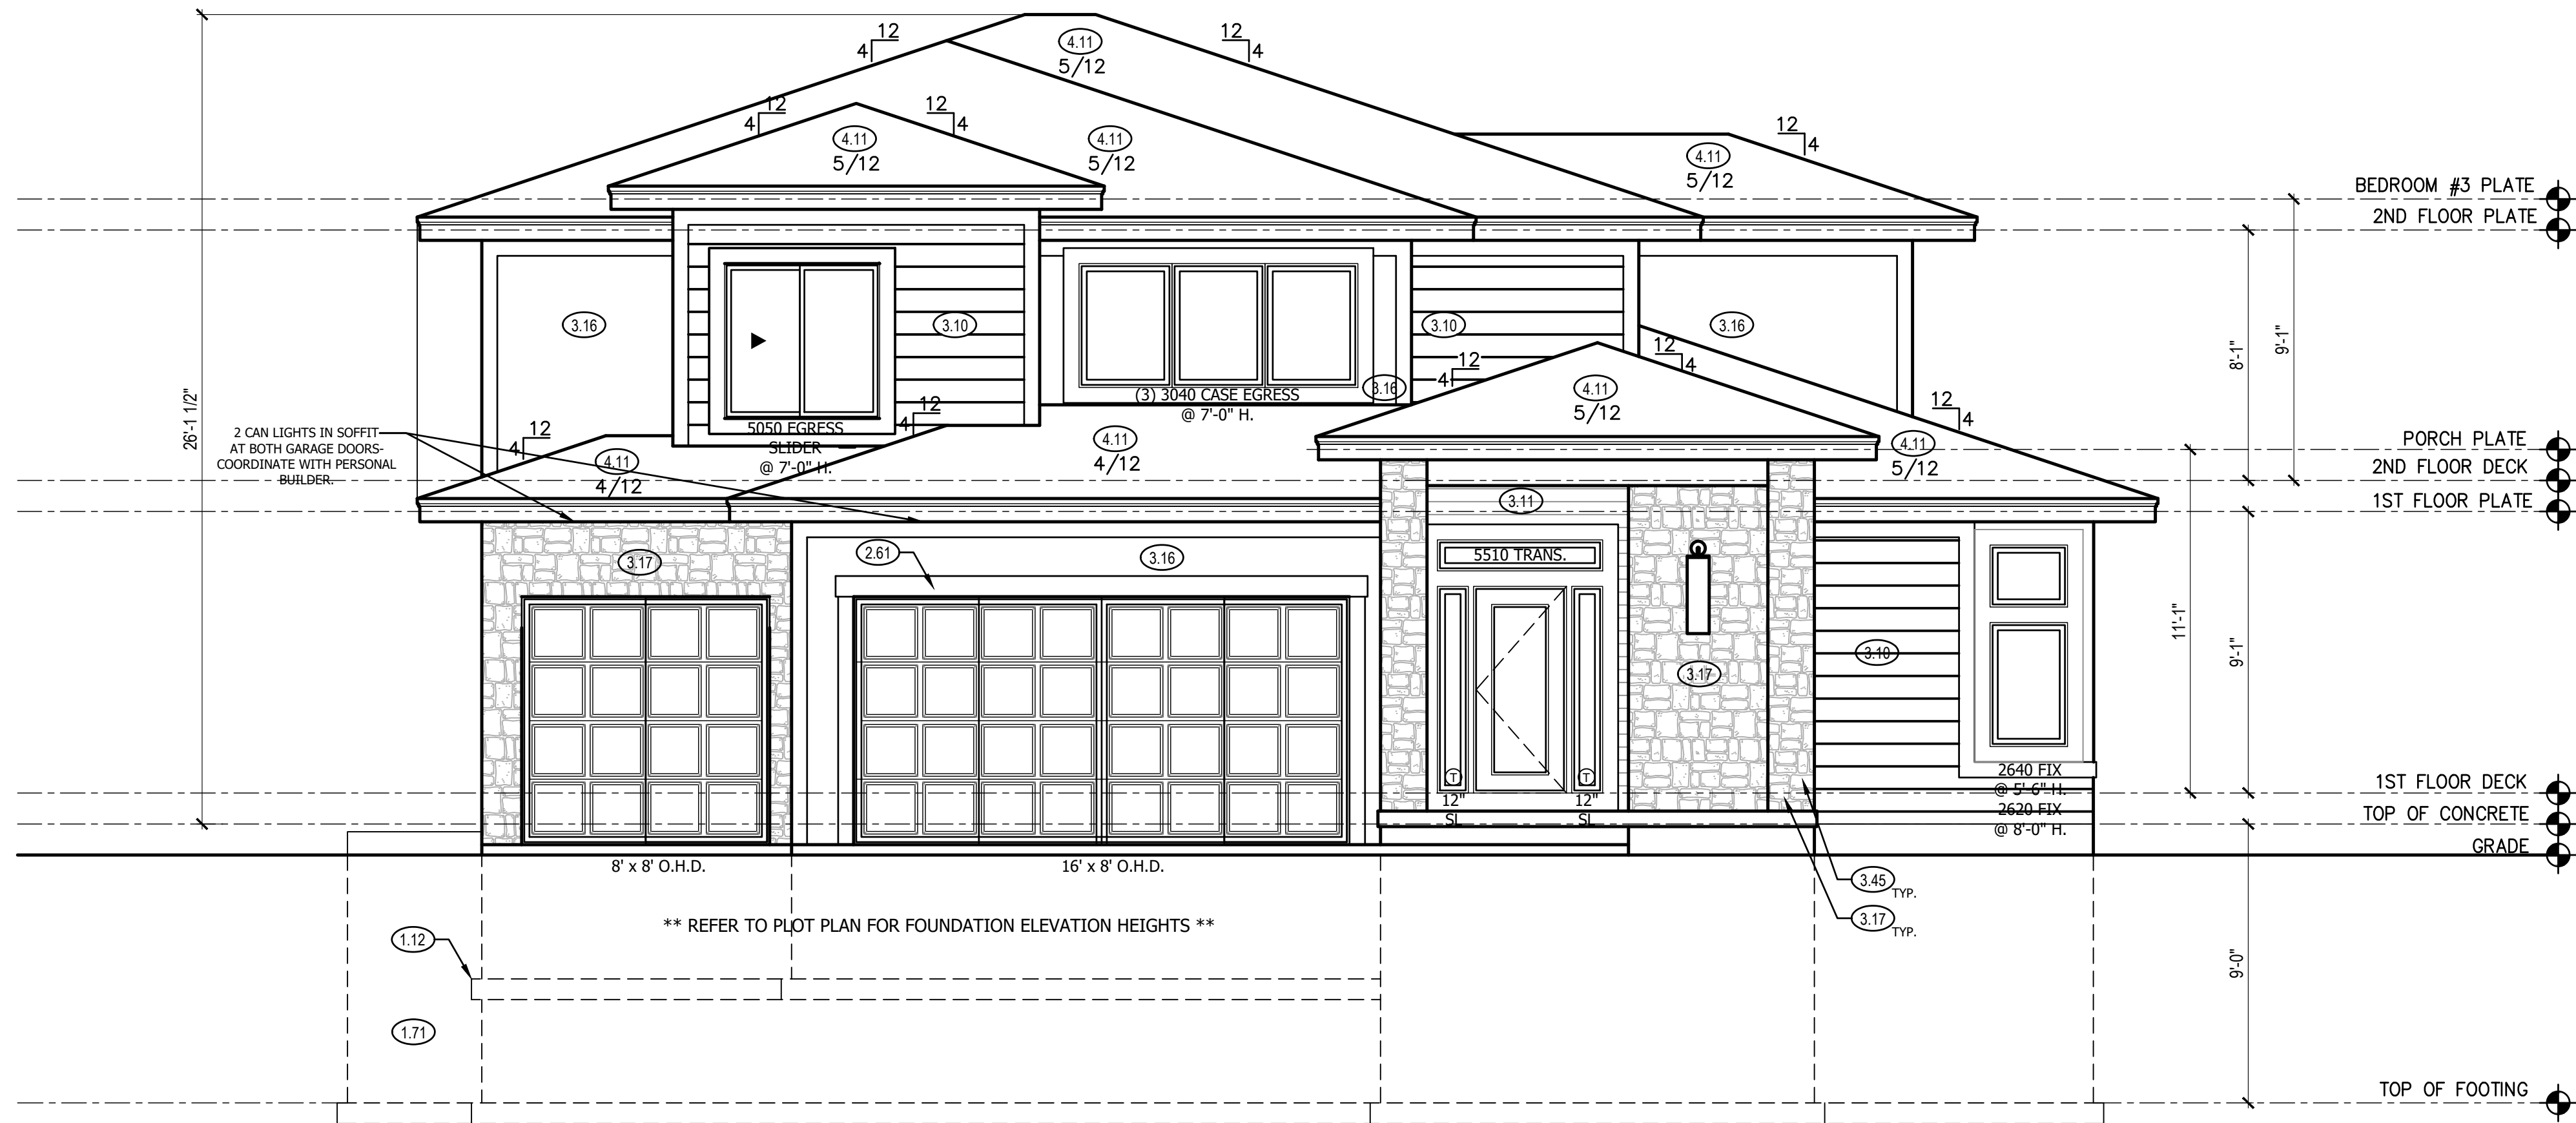 12
4
4.11
5/12
12
4
12
4
12
4
4.11
5/12
4.11
5/12
12
4
4.11
5/12
BEDROOM #3 PLATE
2ND FLOOR PLATE
26'-1 1/2"
3.16
3.10
3.10
3.16
8'-1"
9'-1"
12
4
12
4
(3) 3040 CASE EGRESS
@ 7'-0" H.
3.16
4.11
5/12
5050 EGRESS
SLIDER
@ 7'-0" H.
12
4
12
4
12
4
2 CAN LIGHTS IN SOFFIT
AT BOTH GARAGE DOORS-
COORDINATE WITH PERSONAL
BUILDER.
4.11
4/12
4.11
4/12
4.11
5/12
PORCH PLATE
2ND FLOOR DECK
1ST FLOOR PLATE
3.11
3.17
2.61
3.16
5510 TRANS.
3.17
3.10
11'-1"
9'-1"
T
T
12"
SL
12"
SL
2640 FIX
@ 5'-6" H.
2620 FIX
@ 8'-0" H.
1ST FLOOR DECK
TOP OF CONCRETE
GRADE
8' x 8' O.H.D.
16' x 8' O.H.D.
3.45
TYP.
3.17
TYP.
** REFER TO PLOT PLAN FOR FOUNDATION ELEVATION HEIGHTS **
1.12
9'-0"
1.71
TOP OF FOOTING